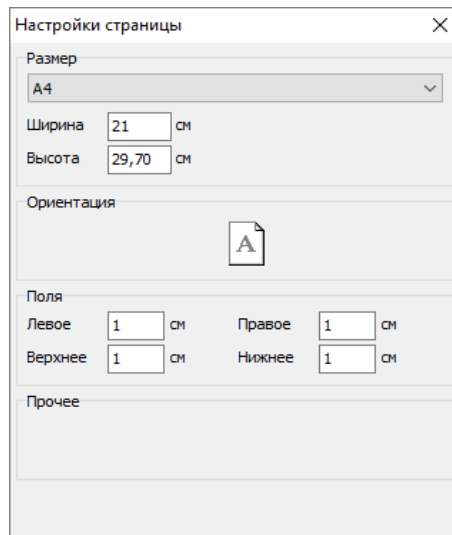 Настройки страницы
Размер
A4
Ширина 21 см
Высота 29,70 см
Ориентация
A
Поля
Левое 1 см Правое 1 см
Верхнее 1 см Нижнее 1 см
Прочее